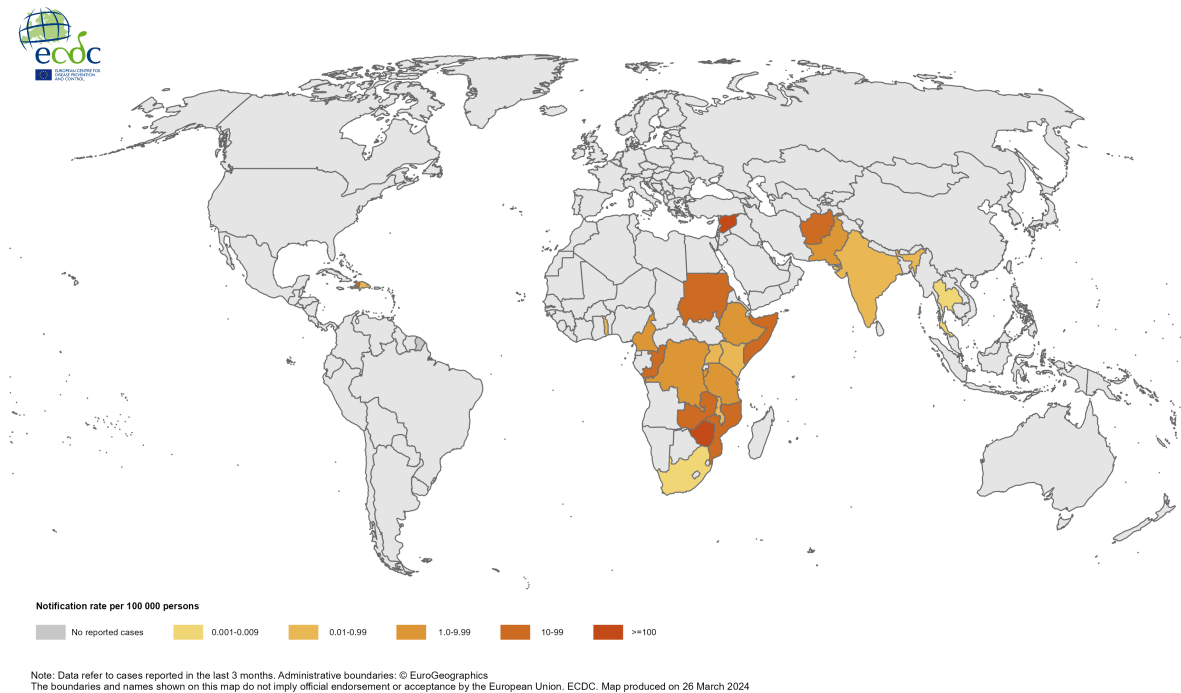 ecdc
EUROPEAN CENTRE FOR
DISEASE PREVENTION
AND CONTROL
Notification rate per 100 000 persons
No reported cases
0.001-0.009
0.01-0.99
1.0-9.99
10-99
>=100
Note: Data refer to cases reported in the last 3 months. Administrative boundaries: © EuroGeographics
The boundaries and names shown on this map do not imply official endorsement or acceptance by the European Union. ECDC. Map produced on 26 March 2024